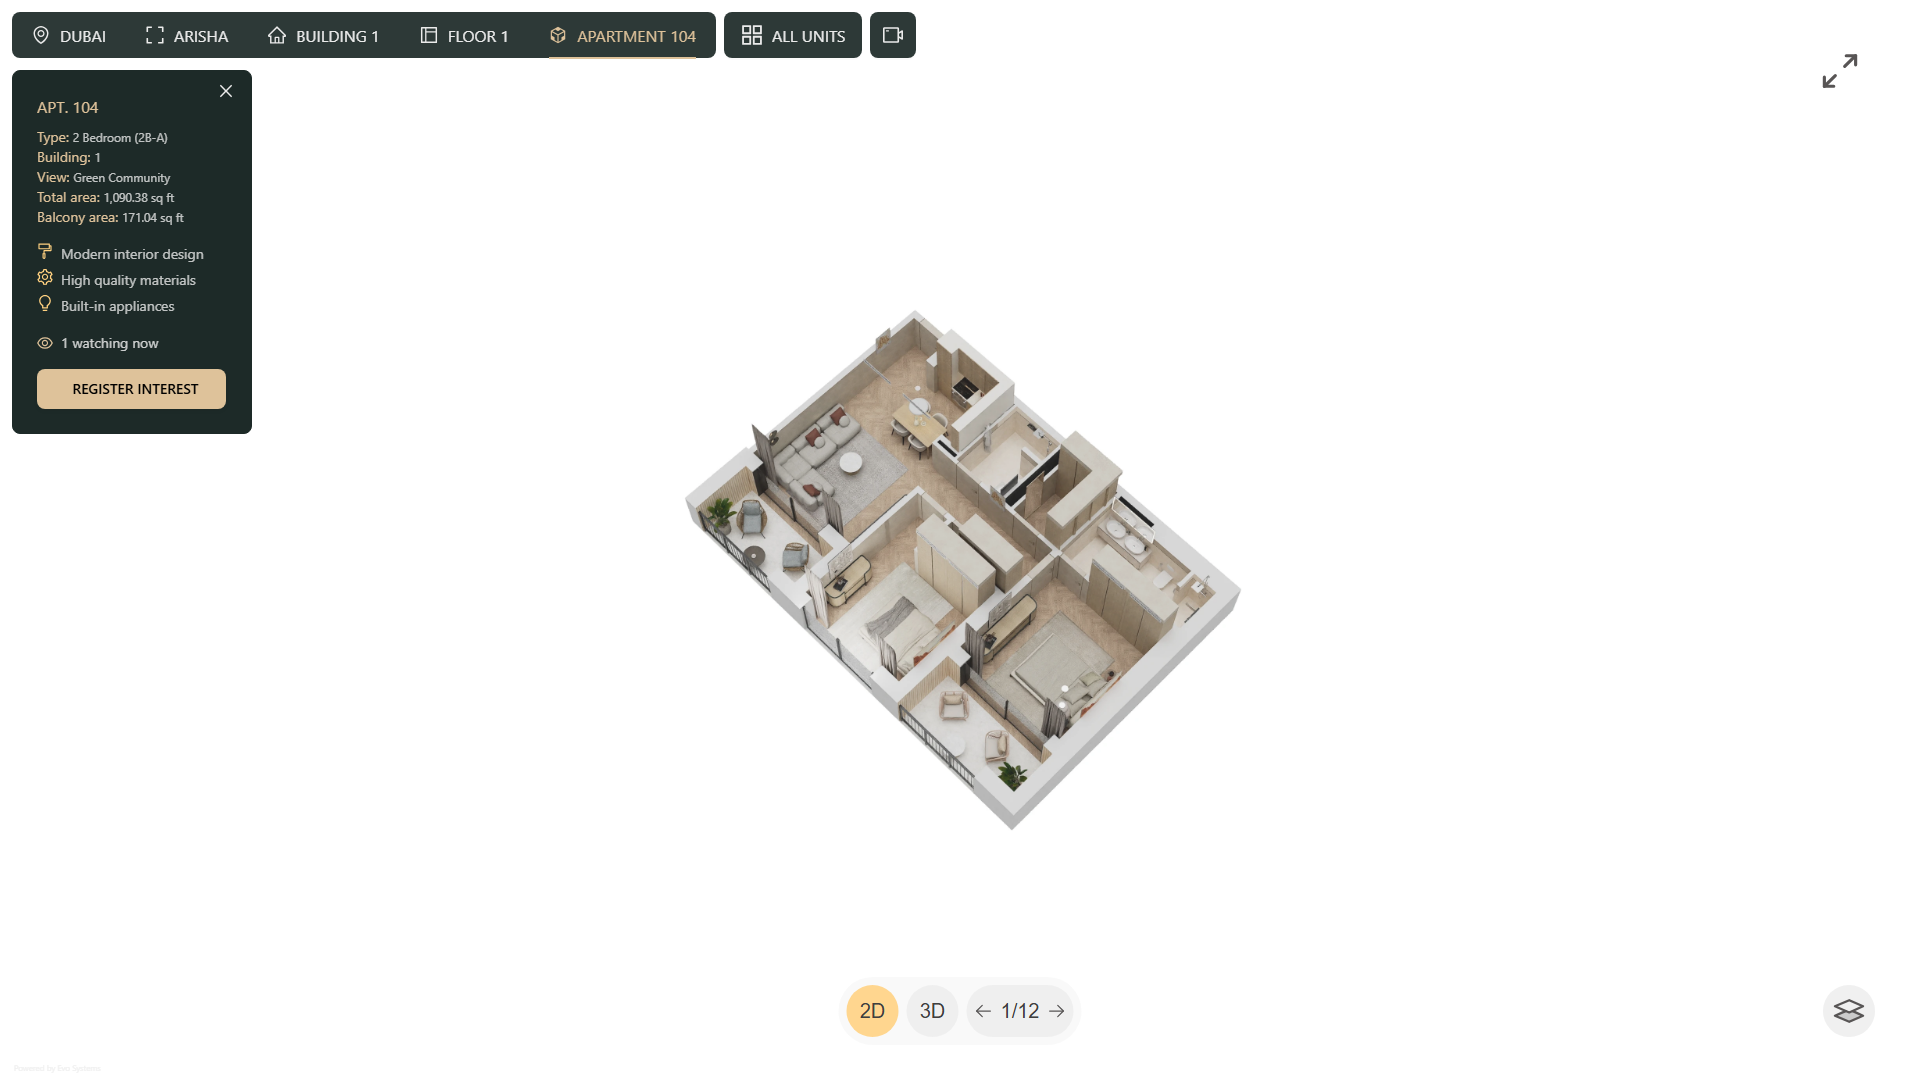 DUBAI
ARISHA
BUILDING 1
FLOOR 1
APARTMENT 104
ALL UNITS
APT. 104
Type: 2 Bedroom (2B-A)
Building: 1
View: Green Community
Total area: 1,090.38 sq ft
Balcony area: 171.04 sq ft
Modern interior design
High quality materials
Built-in appliances
1 watching now
REGISTER INTEREST
2D
3D
1/12
Powered by